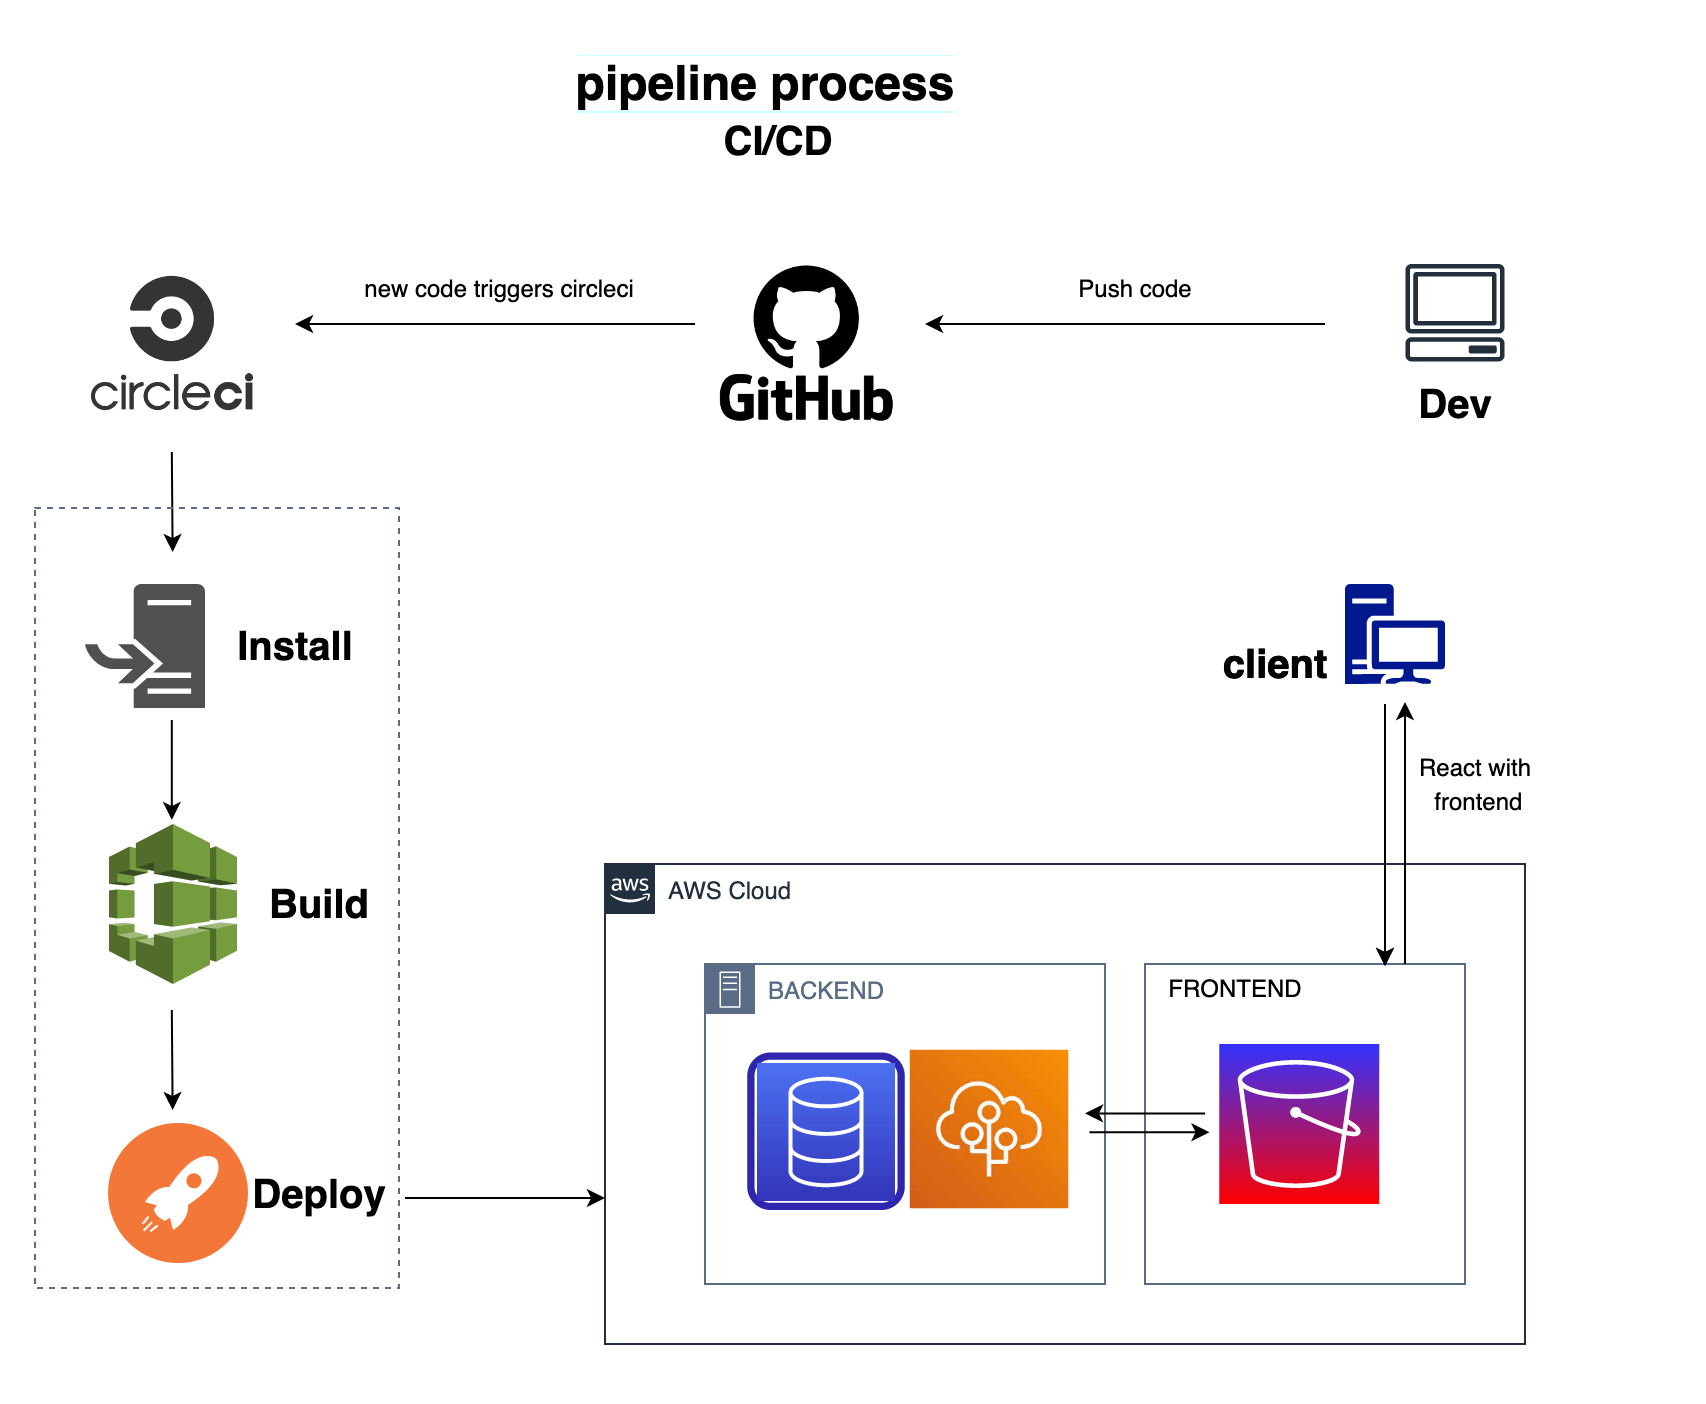 pipeline process
CI/CD
new code triggers circleci
Push code
circleci
GitHub
Dev
Install
client
React with
frontend
Build
aws
AWS Cloud
BACKEND
FRONTEND
Deploy